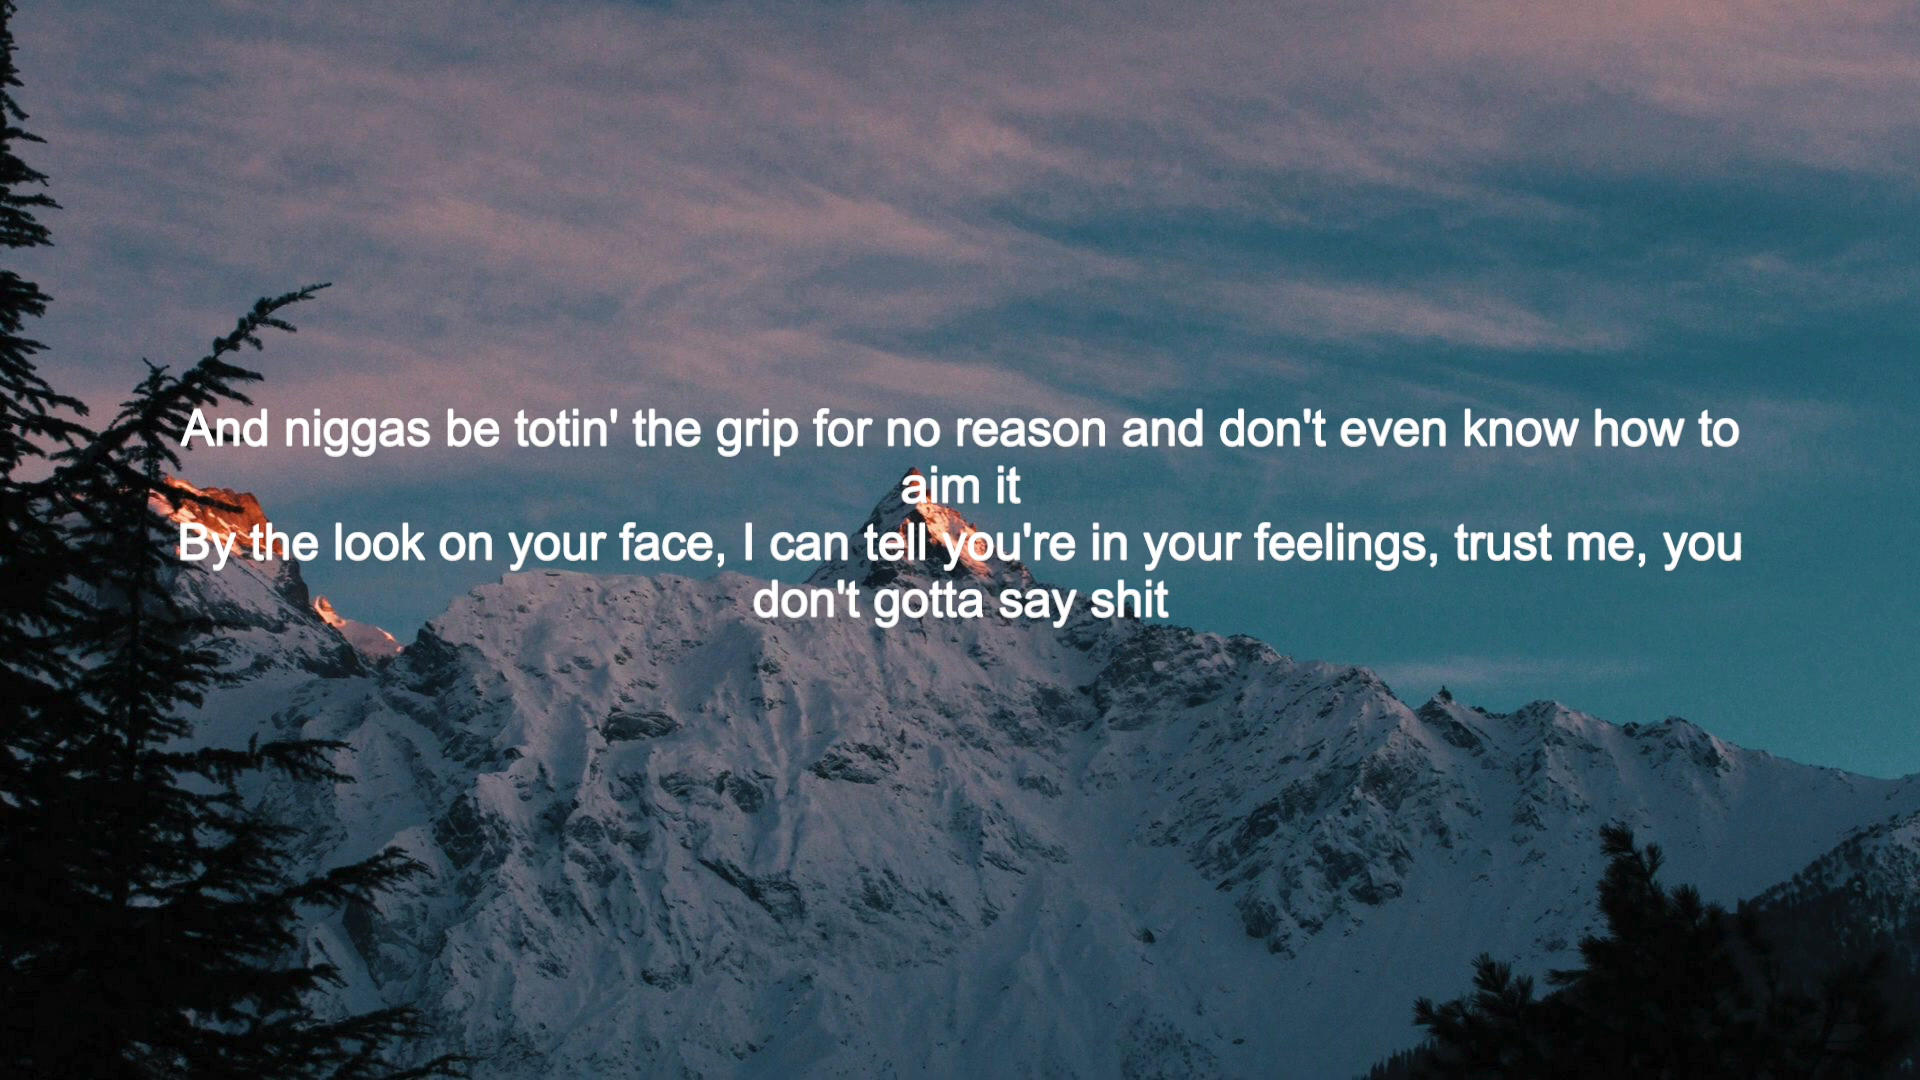 And niggas be totin' the grip for no reason and don't even know how to
aim it
By the look on your face, I can tell you're in your feelings, trust me, you
don't gotta say shit